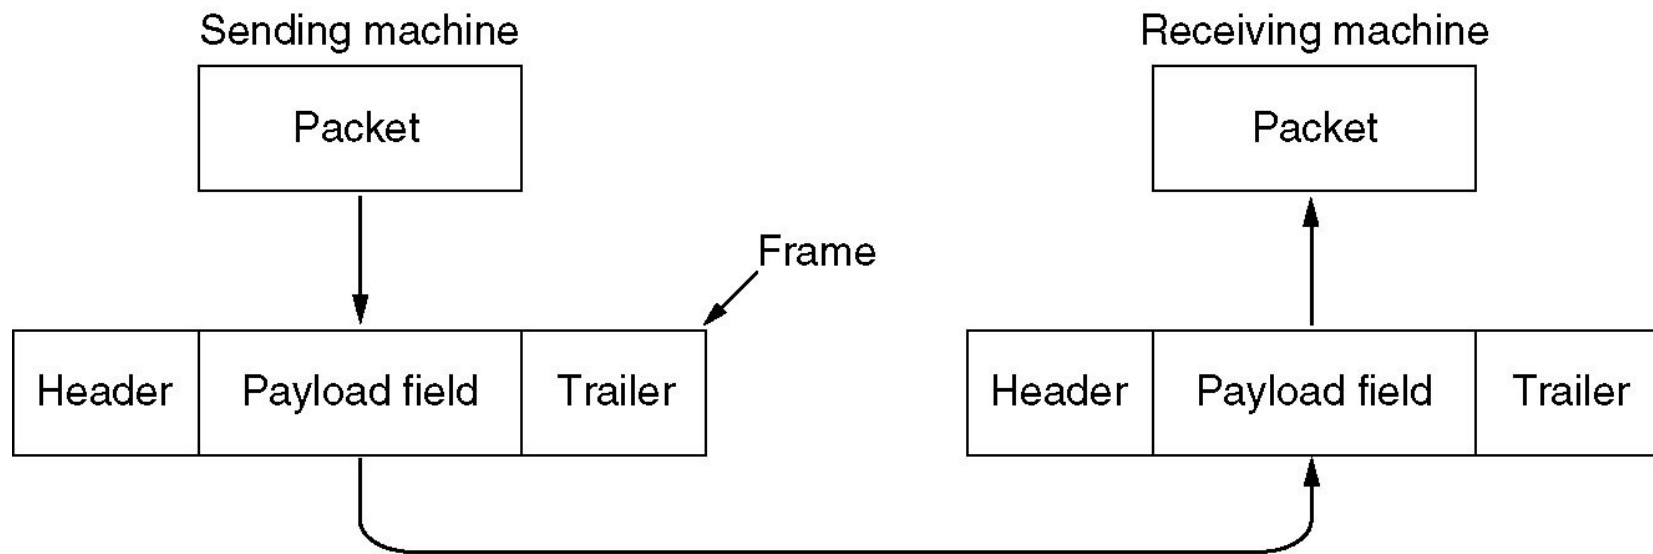 Sending machine
Receiving machine
Packet
Packet
Frame
Header
Payload field
Trailer
Header
Payload field
Trailer